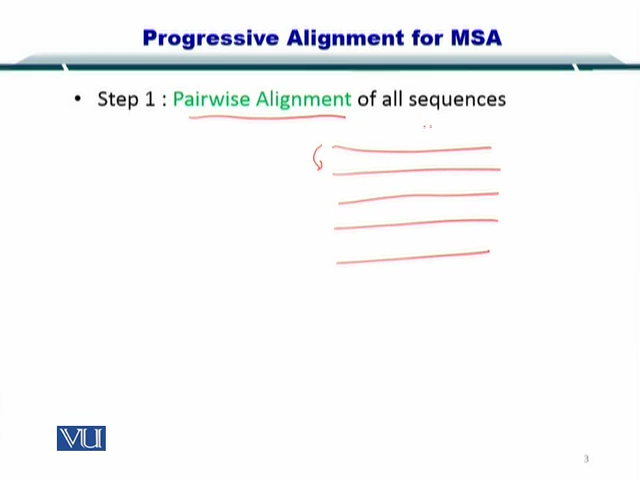 Progressive Alignment for MSA
• Step 1 : Pairwise Alignment of all sequences
VU
3